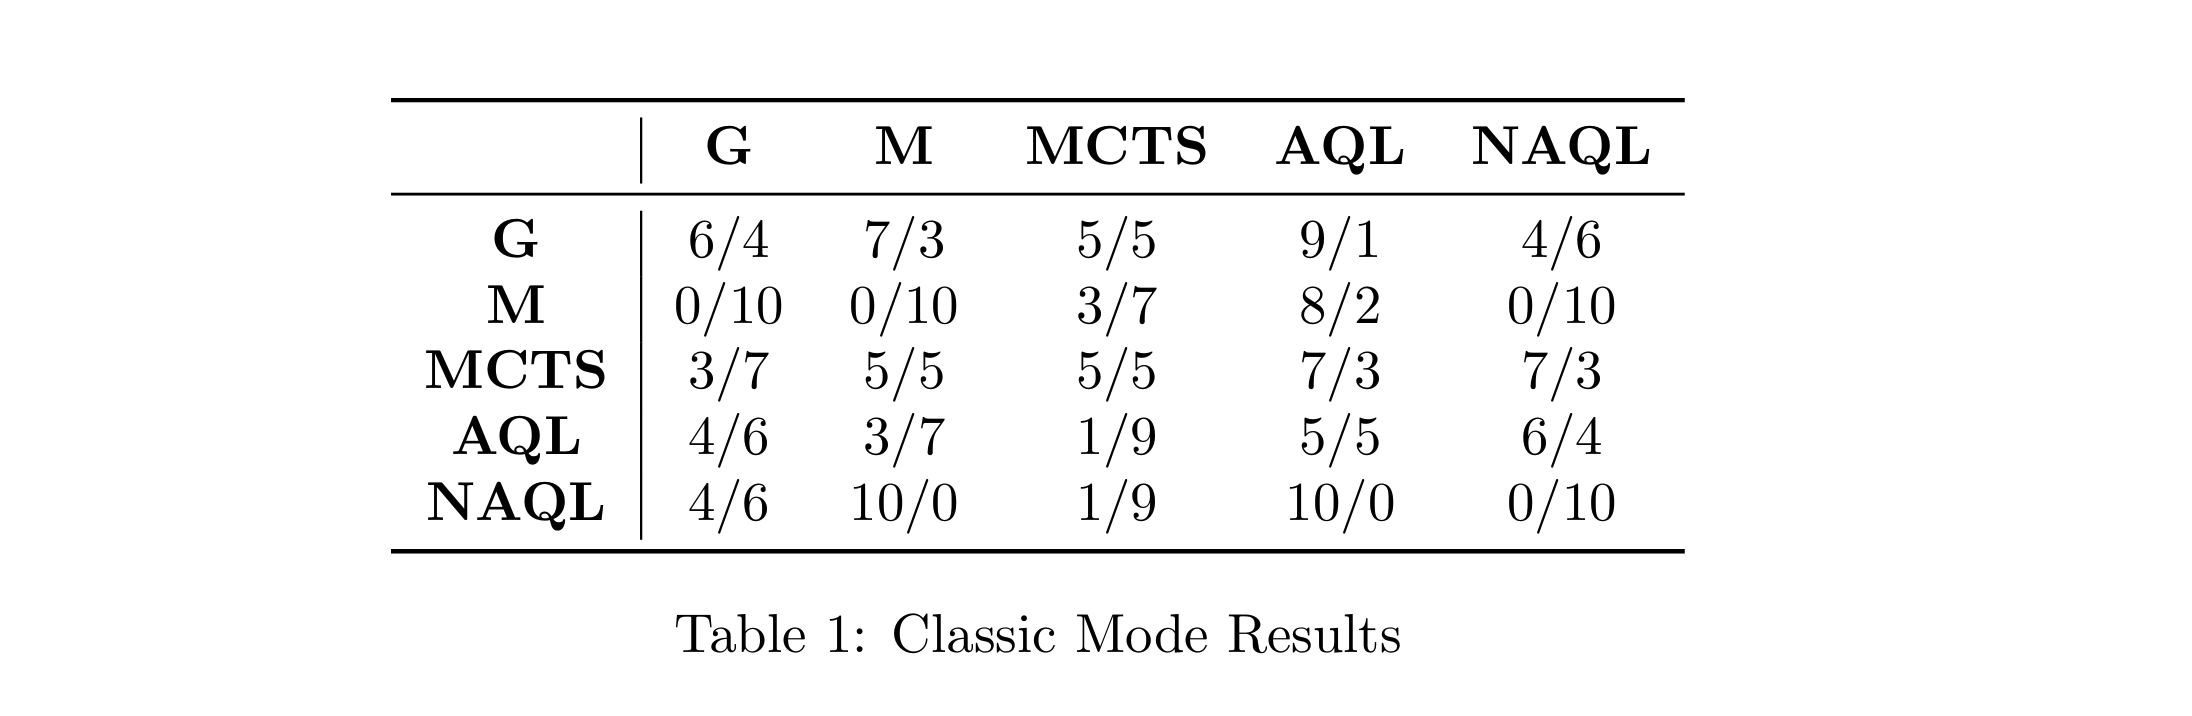 G M MCTS AQL NAQL
G 6/4 7/3 5/5 9/1 4/6
M 0/10 0/10 3/7 8/2 0/10
MCTS 3/7 5/5 5/5 7/3 7/3
AQL 4/6 3/7 1/9 5/5 6/4
NAQL 4/6 10/0 1/9 10/0 0/10
Table 1: Classic Mode Results